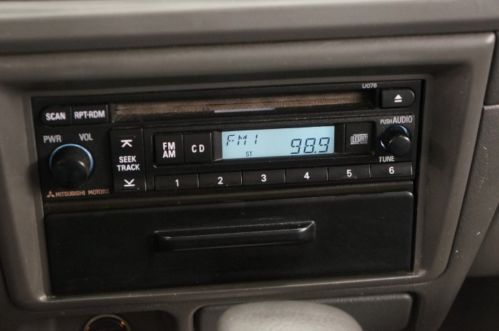 U076
SCAN RPT-RDM
PWR VOL
PUSH AUDIO
SEEK
TRACK
FM
AM
CD
FM1
ST
98.9
TUNE
1 2 3 4 5 6
MITSUBISHI MOTORS